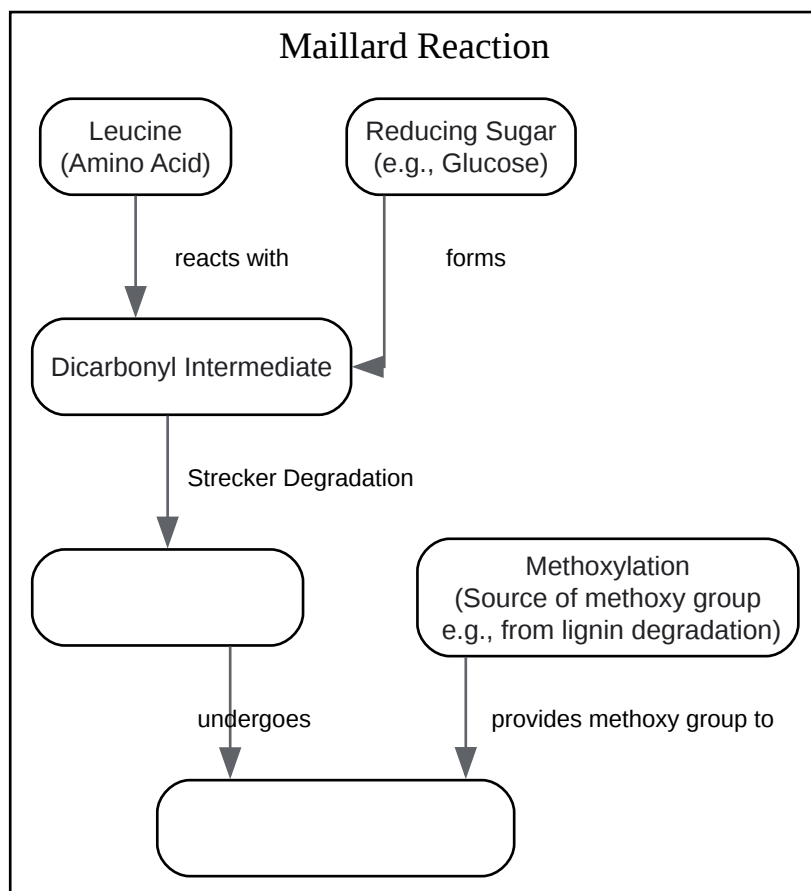 Maillard Reaction
Leucine
(Amino Acid)
Reducing Sugar
(e.g., Glucose)
reacts with
forms
Dicarbonyl Intermediate
Strecker Degradation
Methoxylation
(Source of methoxy group
e.g., from lignin degradation)
undergoes
provides methoxy group to